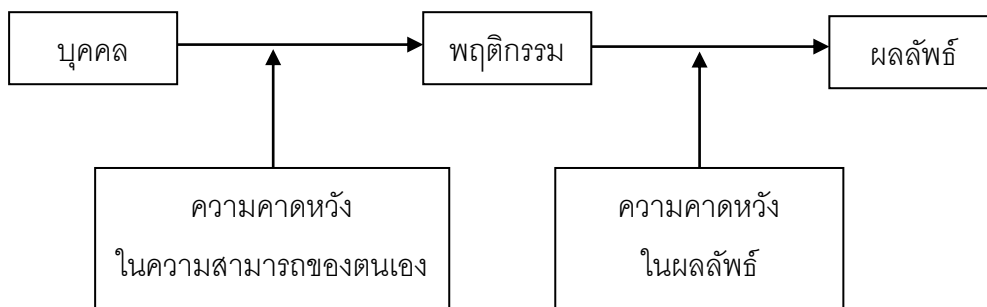 บุคคล
พฤติกรรม
ผลลัพธ์
ความคาดหวัง
ในความสามารถของตนเอง
ความคาดหวัง
ในผลลัพธ์